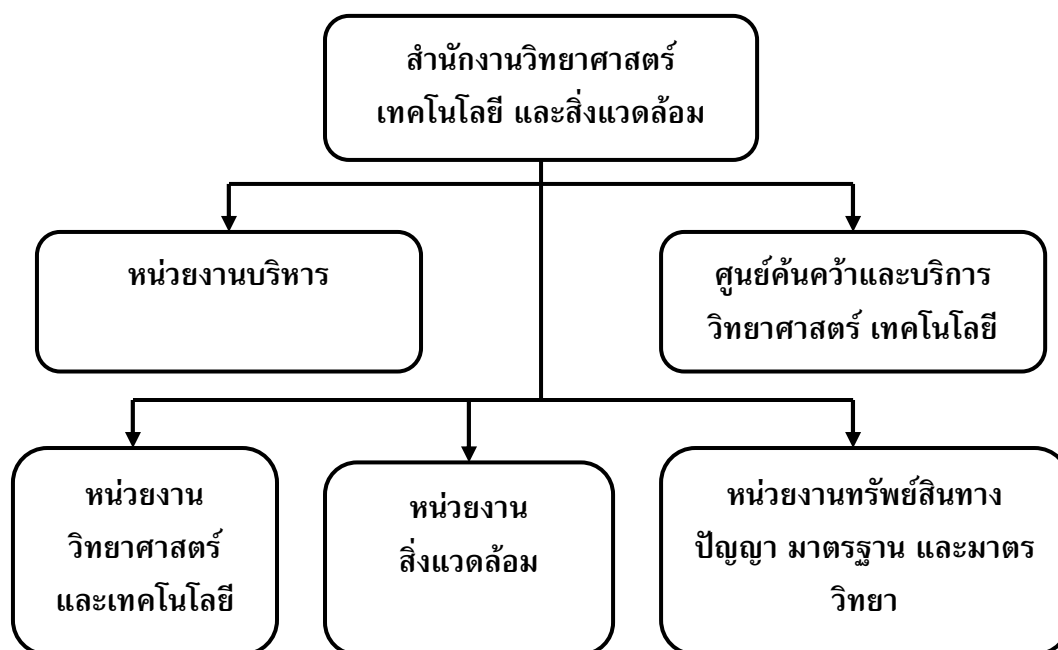 สำนักงานวิทยาศาสตร์
เทคโนโลยี และสิ่งแวดล้อม
หน่วยงานบริหาร
ศูนย์ค้นคว้าและบริการ
วิทยาศาสตร์ เทคโนโลยี
หน่วยงาน
วิทยาศาสตร์
และเทคโนโลยี
หน่วยงาน
สิ่งแวดล้อม
หน่วยงานทรัพย์สินทาง
ปัญญา มาตรฐาน และมาตร
วิทยา